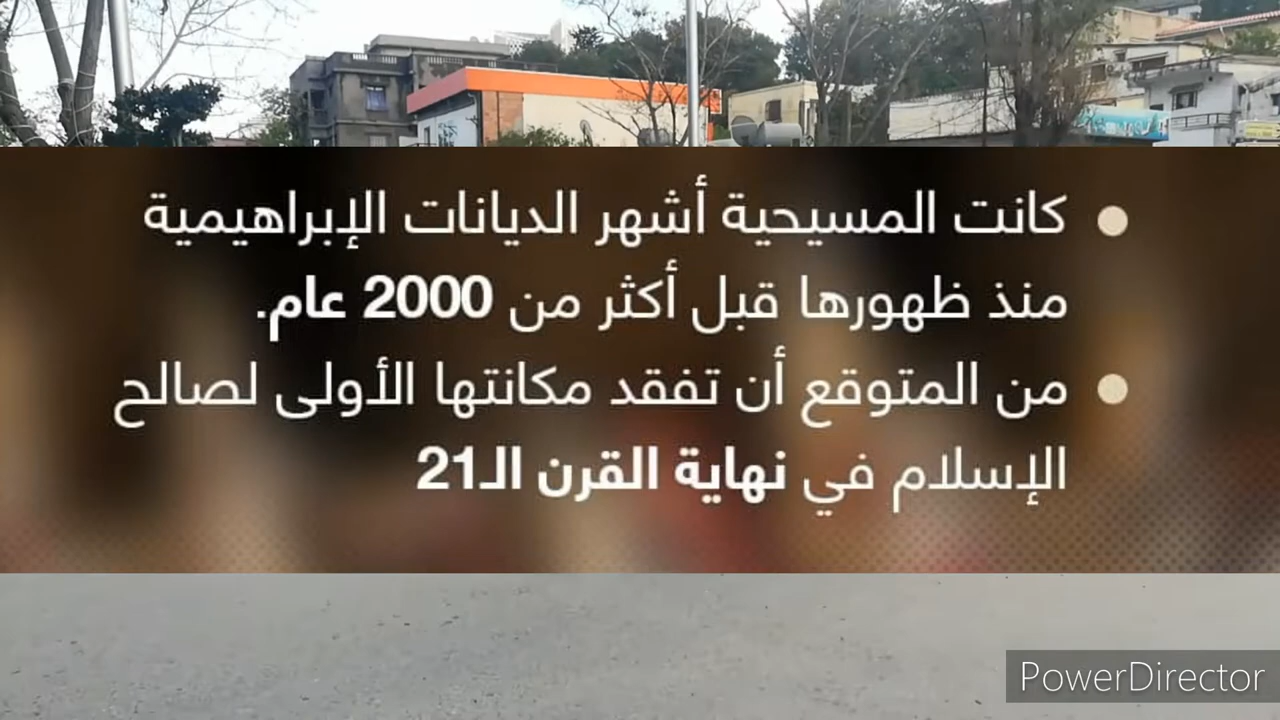 كانت المسيحية أشهر الديانات الإبراهيمية
منذ ظهورها قبل أكثر من 2000 عام.
من المتوقع أن تفقد مكانتها الأولى لصالح
الإسلام في نهاية القرن الـ21
PowerDirector